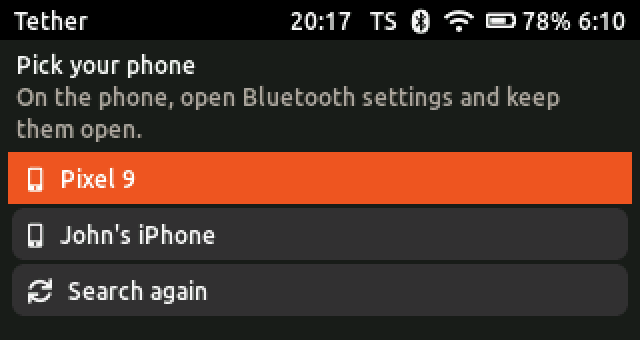 Tether 20:17 TS 78% 6:10
Pick your phone
On the phone, open Bluetooth settings and keep
them open.
Pixel 9
John's iPhone
Search again